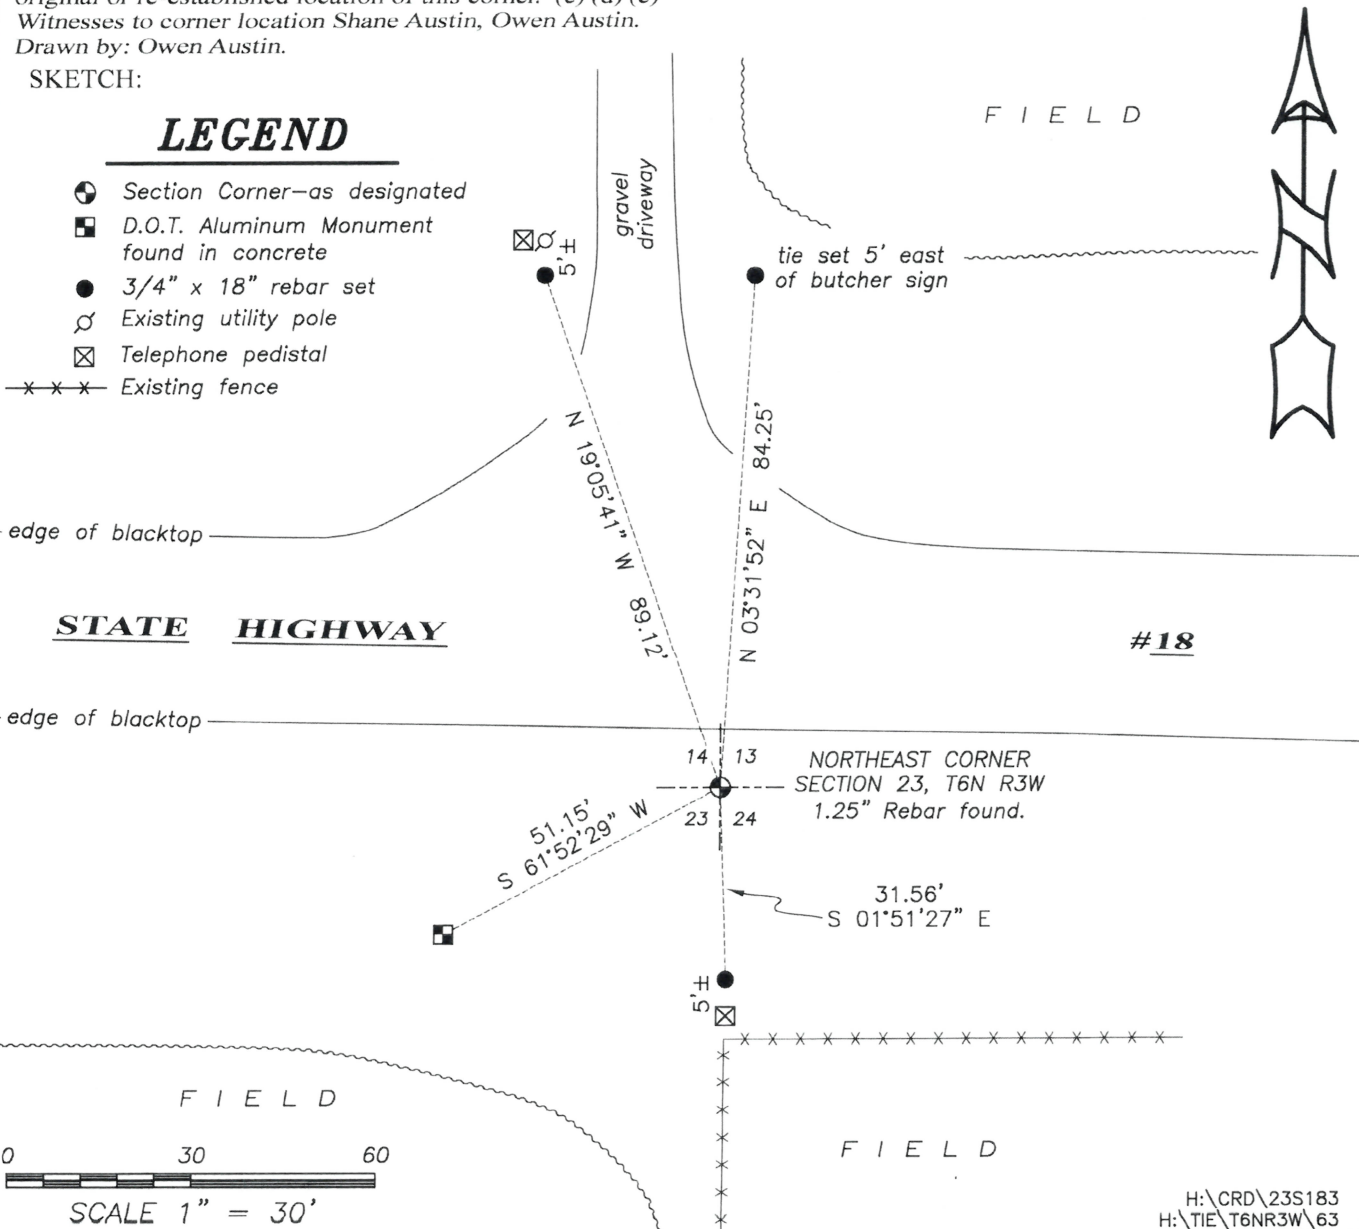 Witnesses to corner location Shane Austin, Owen Austin.
Drawn by: Owen Austin.
SKETCH:
LEGEND
Section Corner—as designated
D.O.T. Aluminum Monument
found in concrete
3/4" x 18" rebar set
Existing utility pole
Telephone pedistal
Existing fence
gravel
driveway
FIELD
5'±
tie set 5' east
of butcher sign
N
N 19°05'41" W 89.12'
N 03°31'52" E 84.25'
edge of blacktop
STATE HIGHWAY
#18
edge of blacktop
14 13
23 24
NORTHEAST CORNER
SECTION 23, T6N R3W
1.25" Rebar found.
51.15'
S 61°52'29" W
31.56'
S 01°51'27" E
5'±
FIELD
FIELD
0 30 60
SCALE 1" = 30'
H:\CRD\23S183
H:\TIE\T6NR3W\63